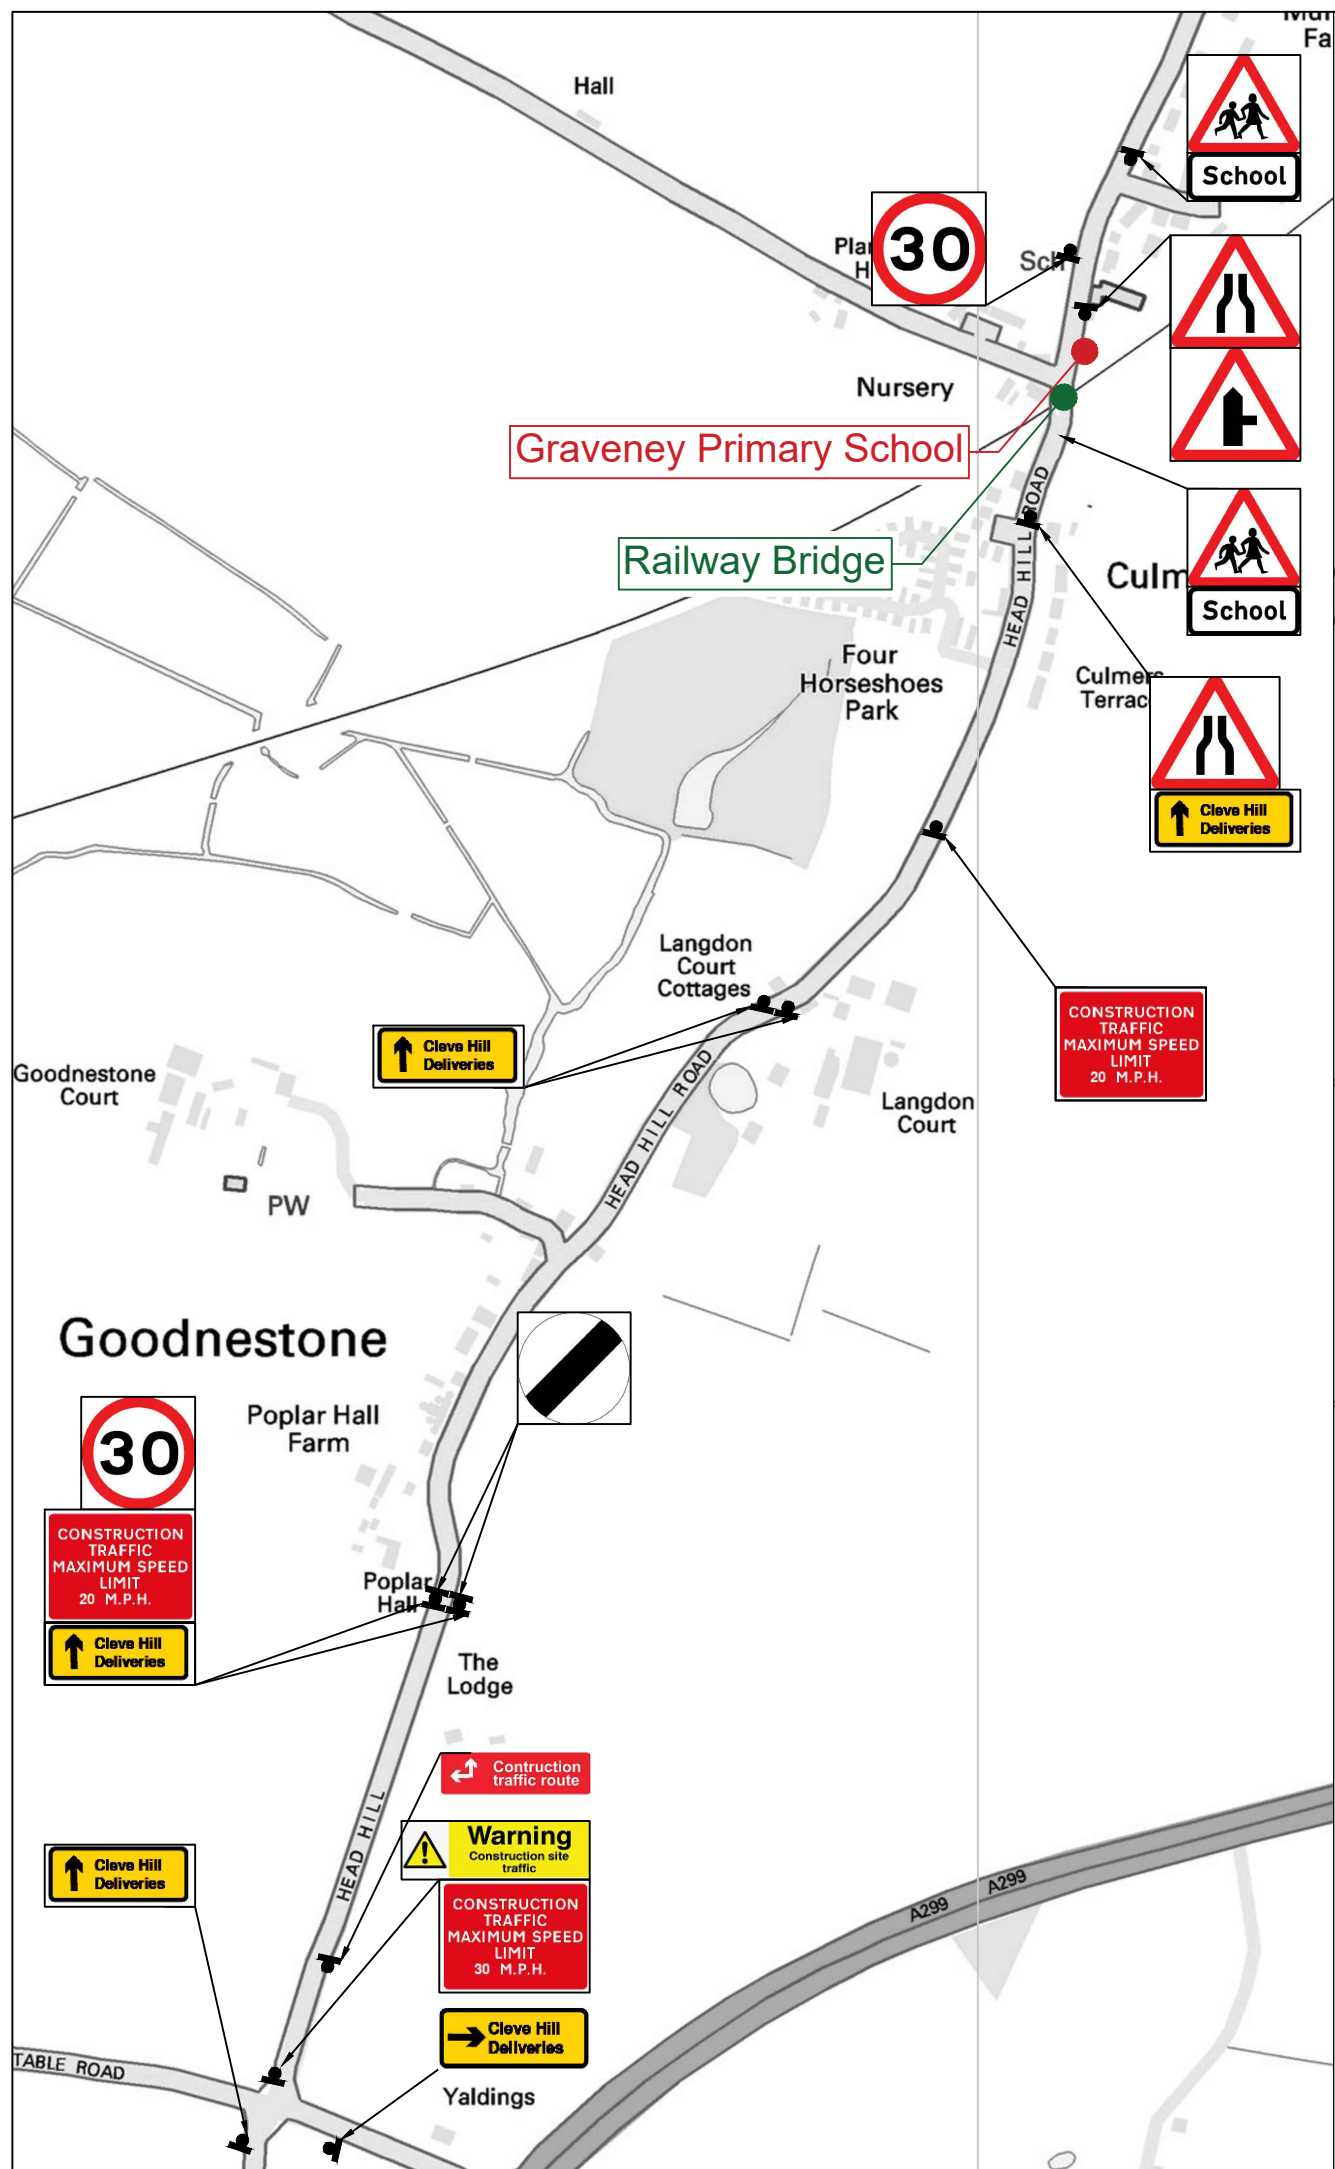 Fa
Hall
School
30
Sch
Nursery
Graveney Primary School
HEAD HILL ROAD
Railway Bridge
School
Four
Horseshoes
Park
Culmers
Cleve Hill
Deliveries
Langdon
Court
Cottages
CONSTRUCTION
TRAFFIC
MAXIMUM SPEED
LIMIT
20 M.P.H.
Cleve Hill
Deliveries
Goodnestone
Court
HEAD HILL ROAD
Langdon
Court
PW
Goodnestone
Poplar Hall
Farm
30
CONSTRUCTION
TRAFFIC
MAXIMUM SPEED
LIMIT
20 M.P.H.
Cleve Hill
Deliveries
Poplar
Hall
The
Lodge
Contruction
traffic route
HEAD HILL
Warning
Construction site
traffic
Cleve Hill
Deliveries
CONSTRUCTION
TRAFFIC
MAXIMUM SPEED
LIMIT
30 M.P.H.
A299
A299
Cleve Hill
Deliveries
TABLE ROAD
Yaldings